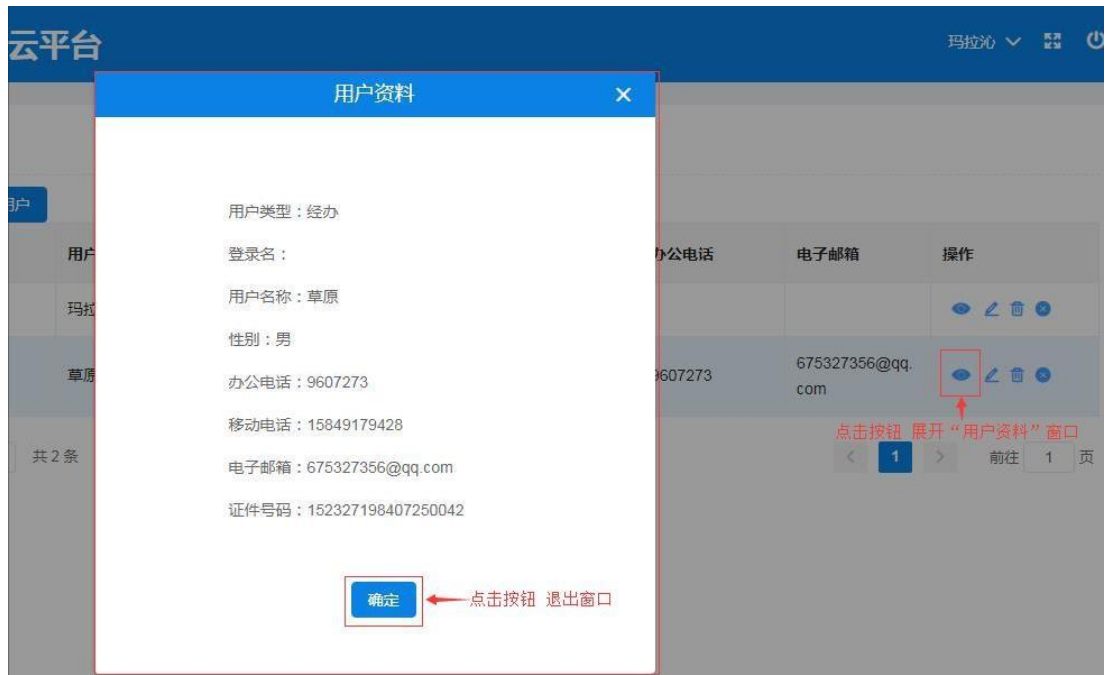 云平台
玛拉沁
用户资料
用户类型：经办
户
登录名：
用户
办公电话
电子邮箱
操作
用户名称：草原
玛拉
性别：男
办公电话：9607273
草原
9607273
675327356@qq.
com
移动电话：15849179428
点击按钮 展开“用户资料”窗口
电子邮箱：675327356@qq.com
共2条
1
前往 1 页
证件号码：152327198407250042
确定
点击按钮 退出窗口